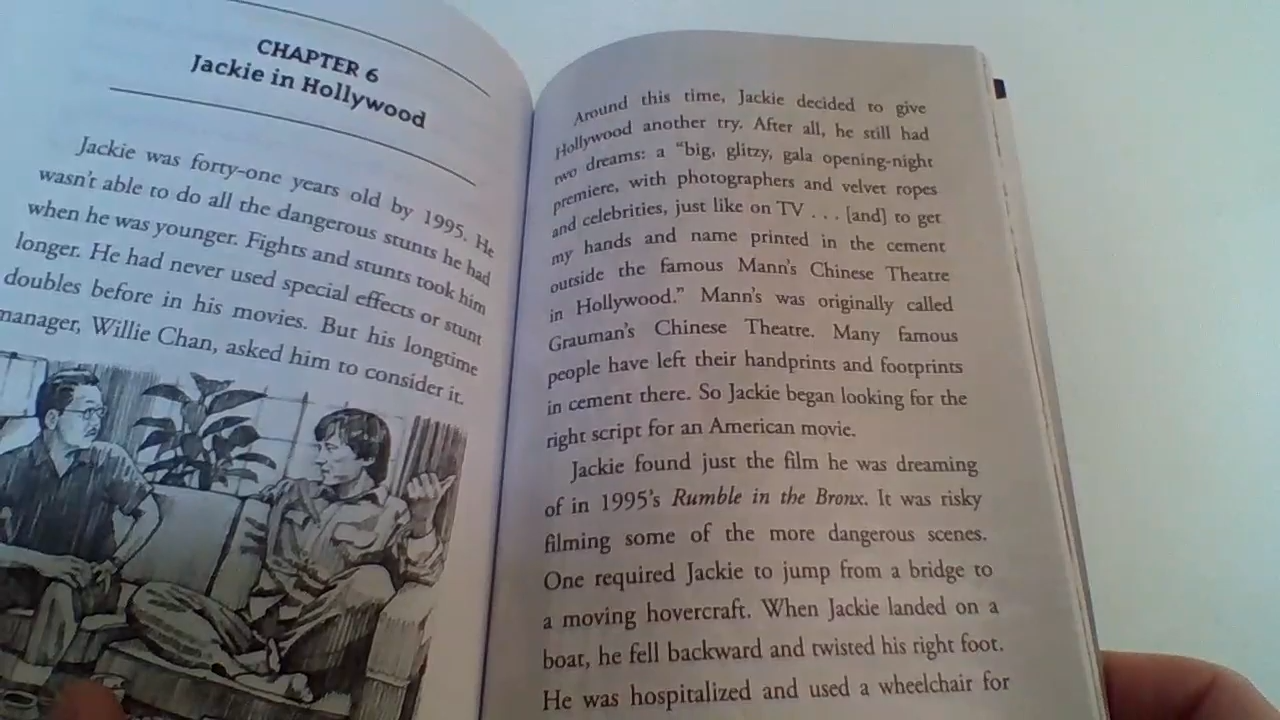 CHAPTER 6
Jackie in Hollywood
Jackie was forty-one years old by 1995. He
wasn't able to do all the dangerous stunts he had
when he was younger. Fights and stunts took him
longer. He had never used special effects or stunt
doubles before in his movies. But his longtime
manager, Willie Chan, asked him to consider it.
Around this time, Jackie decided to give
Hollywood another try. After all, he still had
two dreams: a “big, glitzy, gala opening-night
premiere, with photographers and velvet ropes
and celebrities, just like on TV . . . [and] to get
my hands and name printed in the cement
outside the famous Mann's Chinese Theatre
in Hollywood.” Mann's was originally called
Grauman's Chinese Theatre. Many famous
people have left their handprints and footprints
in cement there. So Jackie began looking for the
right script for an American movie.
Jackie found just the film he was dreaming
of in 1995's Rumble in the Bronx. It was risky
filming some of the more dangerous scenes.
One required Jackie to jump from a bridge to
a moving hovercraft. When Jackie landed on a
boat, he fell backward and twisted his right foot.
He was hospitalized and used a wheelchair for